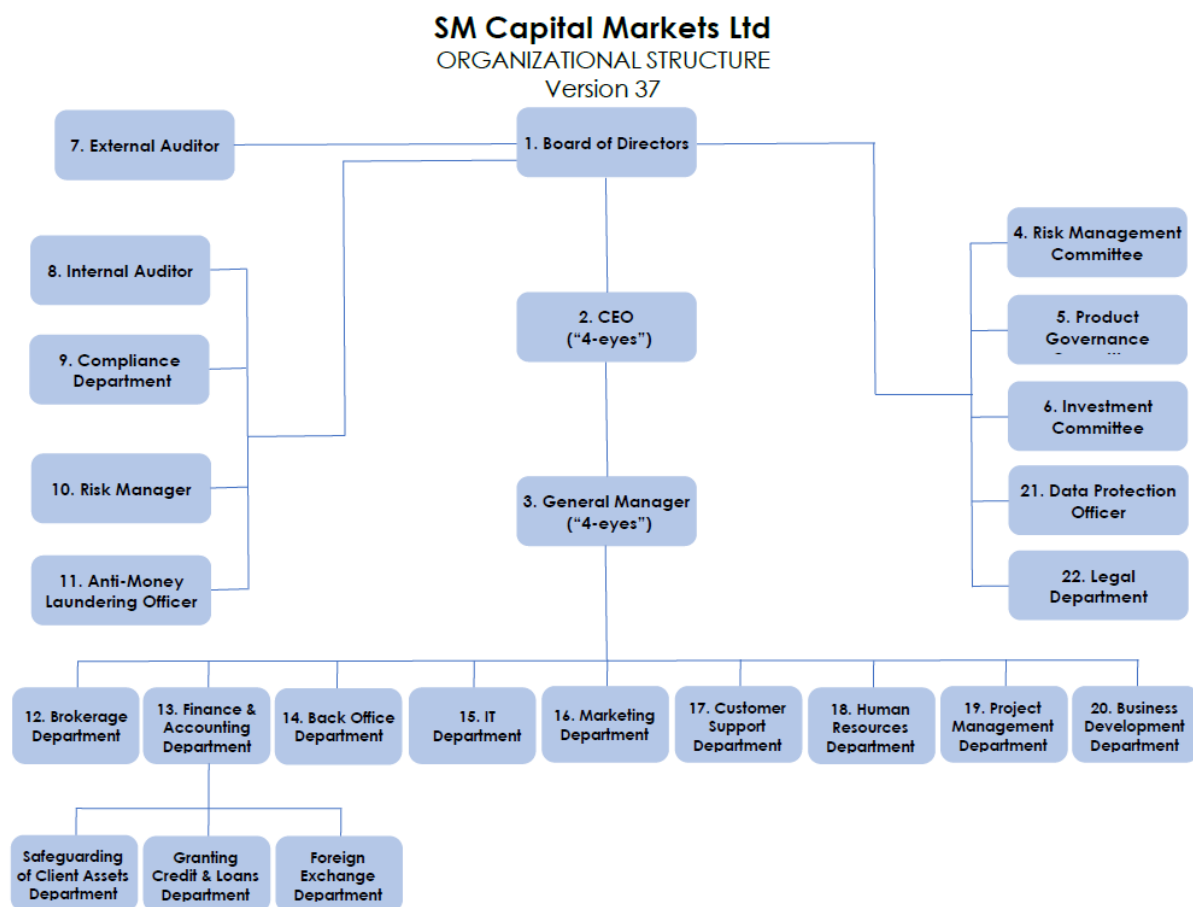 SM Capital Markets Ltd
ORGANIZATIONAL STRUCTURE
Version 37
7. External Auditor
1. Board of Directors
8. Internal Auditor
9. Compliance
Department
10. Risk Manager
11. Anti-Money
Laundering Officer
2. CEO
("4-eyes")
3. General Manager
("4-eyes")
4. Risk Management
Committee
5. Product
Governance
6. Investment
Committee
21. Data Protection
Officer
22. Legal
Department
12. Brokerage
Department
13. Finance &
Accounting
Department
14. Back Office
Department
15. IT
Department
16. Marketing
Department
17. Customer
Support
Department
18. Human
Resources
Department
19. Project
Management
Department
20. Business
Development
Department
Safeguarding
of Client Assets
Department
Granting
Credit & Loans
Department
Foreign
Exchange
Department